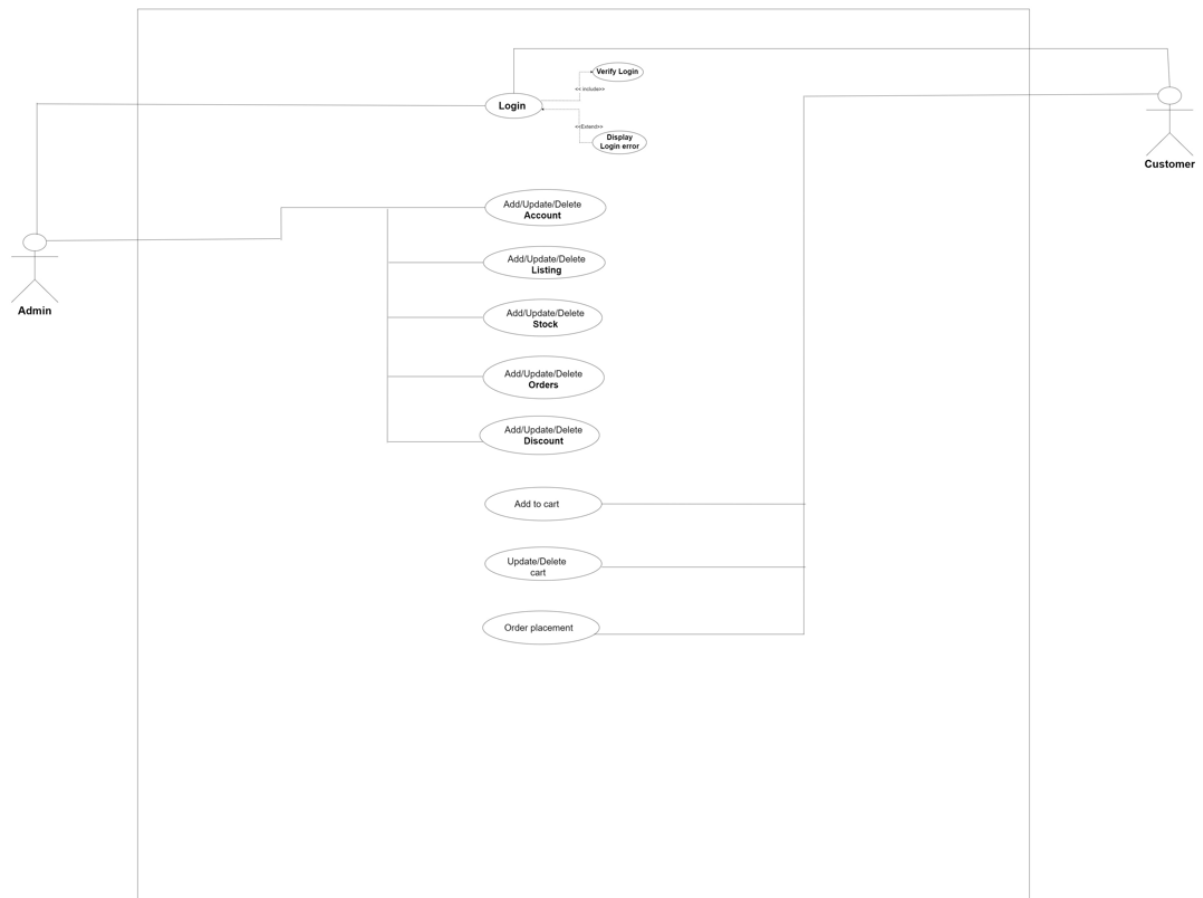 Verify Login
<< include>>
Login
<<Extend>>
Display
Login error
Customer
Add/Update/Delete
Account
Add/Update/Delete
Listing
Admin
Add/Update/Delete
Stock
Add/Update/Delete
Orders
Add/Update/Delete
Discount
Add to cart
Update/Delete
cart
Order placement